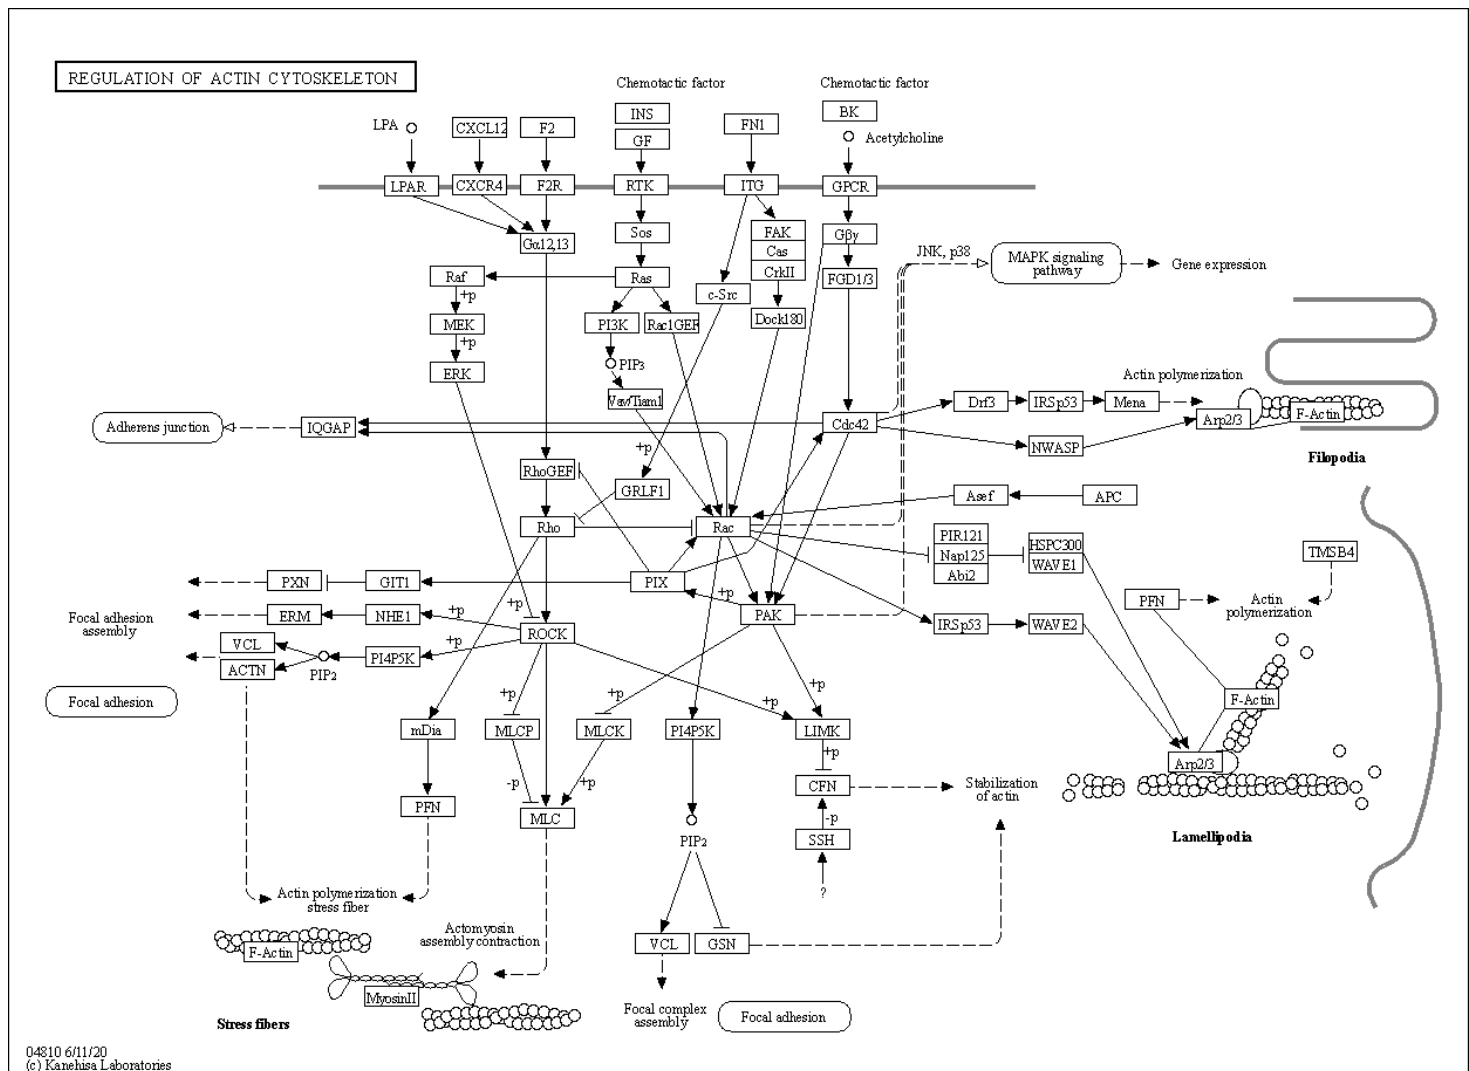 REGULATION OF ACTIN CYTOSKELETON
Chemotactic factor
Chemotactic factor
LPA
CXCL12
F2
INS
GF
FN1
BK
Acetylcholine
LPAR
CXCR4
F2R
RTK
ITG
GPCR
Gα12,13
Sos
FAK
Cas
CrkII
Gβγ
JNK, p38
MAPK signaling
pathway
Gene expression
Raf
Ras
c-Src
FGD1/3
+p
MEK
PI3K
Rac1GEF
Dock180
+p
ERK
PIP3
Vav/Tiam1
Actin polymerization
Drf3
IRSp53
Mena
Arp2/3
F-Actin
Adherens junction
IQGAP
Cdc42
NWASP
Filopodia
+p
RhoGEF
GRLF1
Asef
APC
Rho
Rac
PIR121
Nap125
Abi2
HSPC300
WAVE1
TMSB4
PXN
GIT1
PIX
+p
PFN
Actin
polymerization
Focal adhesion
assembly
ERM
NHE1
+p
+p
ROCK
PAK
IRSp53
WAVE2
VCL
ACTN
PIP2
PI4P5K
+p
Focal adhesion
+p
+p
+p
+p
F-Actin
mDia
MLCP
MLCK
PI4P5K
LIMK
Arp2/3
-p
+p
+p
CFN
Stabilization
of actin
PFN
MLC
-p
PIP2
SSH
Lamellipodia
?
Actin polymerization
stress fiber
Actomyosin
assembly contraction
F-Actin
VCL
GSN
MyosinII
Stress fibers
Focal complex
assembly
Focal adhesion
04810 6/11/20
(c) Kanehisa Laboratories